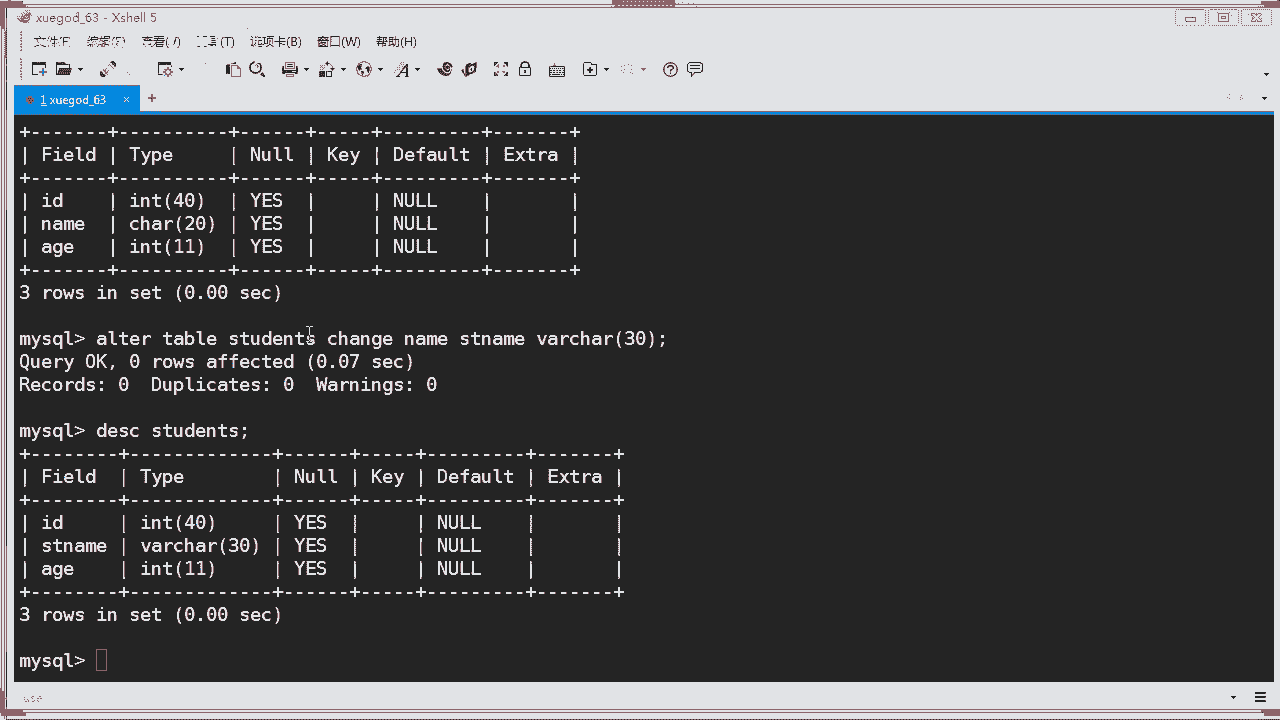 xuegod_63 - Xshell 5
文件(F) 编辑(E) 查看(V) 工具(T) 选项卡(B) 窗口(W) 帮助(H)
1 xuegod_63 × +
+-------+----------+------+-----+---------+-------+
| Field | Type     | Null | Key | Default | Extra |
+-------+----------+------+-----+---------+-------+
| id    | int(40)  | YES  |     | NULL    |       |
| name  | char(20) | YES  |     | NULL    |       |
| age   | int(11)  | YES  |     | NULL    |       |
+-------+----------+------+-----+---------+-------+
3 rows in set (0.00 sec)
mysql> alter table students change name stname varchar(30);
Query OK, 0 rows affected (0.07 sec)
Records: 0  Duplicates: 0  Warnings: 0
mysql> desc students;
+--------+-------------+------+-----+---------+-------+
| Field  | Type        | Null | Key | Default | Extra |
+--------+-------------+------+-----+---------+-------+
| id     | int(40)     | YES  |     | NULL    |       |
| stname | varchar(30) | YES  |     | NULL    |       |
| age    | int(11)     | YES  |     | NULL    |       |
+--------+-------------+------+-----+---------+-------+
3 rows in set (0.00 sec)
mysql>